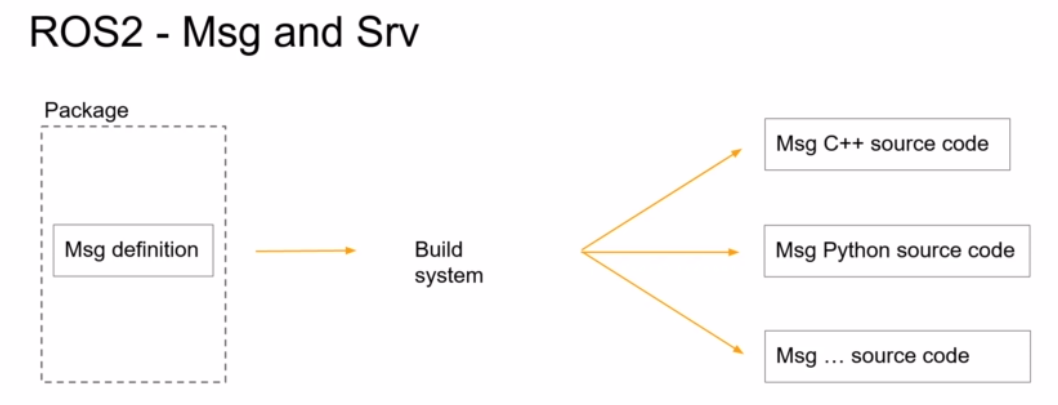 ROS2 - Msg and Srv
Package
Msg definition
Build
system
Msg C++ source code
Msg Python source code
Msg ... source code